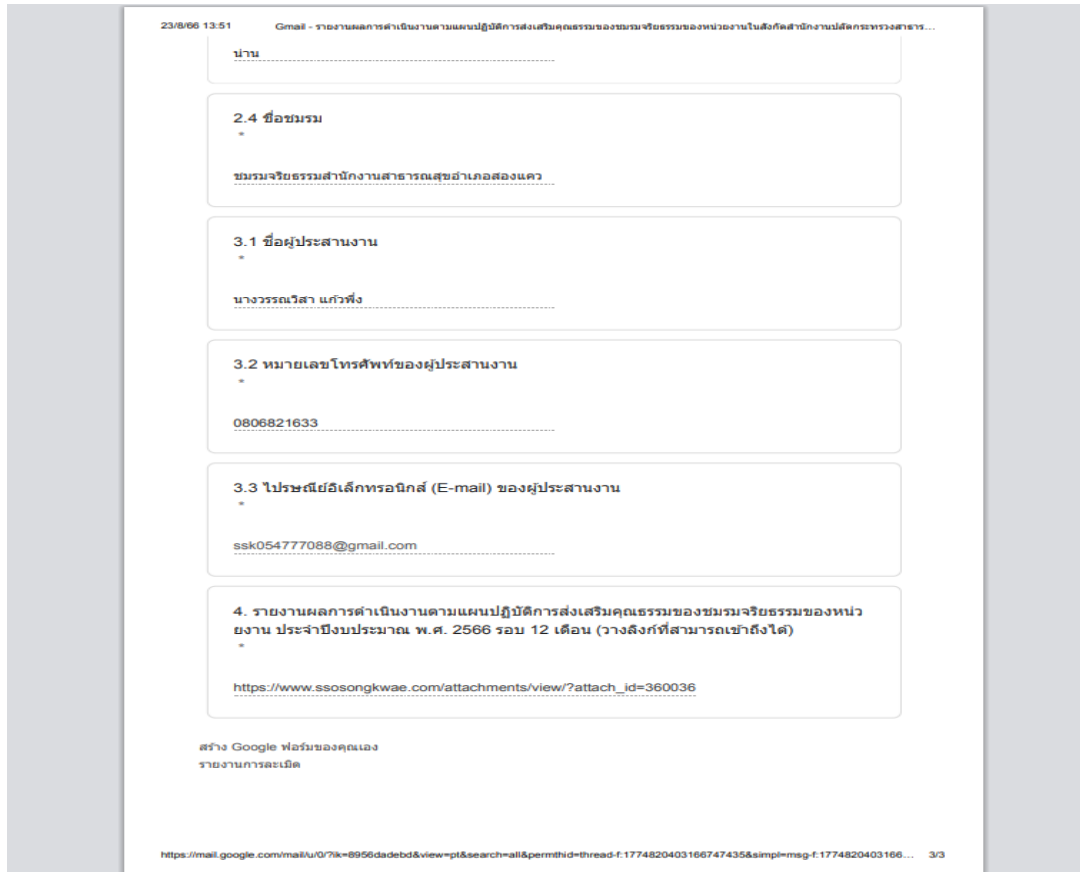 23/8/66 13:51 Gmail - รายงานผลการดำเนินงานตามแผนปฏิบัติการส่งเสริมคุณธรรมของชมรมจริยธรรมของหน่วยงานในสังกัดสำนักงานปลัดกระทรวงสาธาร...
น่าน
2.4 ชื่อชมรม
*
ชมรมจริยธรรมสำนักงานสาธารณสุขอำเภอสองแคว
3.1 ชื่อผู้ประสานงาน
*
นางวรรณวิสา แก้วพึ่ง
3.2 หมายเลขโทรศัพท์ของผู้ประสานงาน
*
0806821633
3.3 ไปรษณีย์อิเล็กทรอนิกส์ (E-mail) ของผู้ประสานงาน
*
ssk054777088@gmail.com
4. รายงานผลการดำเนินงานตามแผนปฏิบัติการส่งเสริมคุณธรรมของชมรมจริยธรรมของหน่ว
ยงาน ประจำปีงบประมาณ พ.ศ. 2566 รอบ 12 เดือน (วางลิงก์ที่สามารถเข้าถึงได้)
*
https://www.ssosongkwae.com/attachments/view/?attach_id=360036
สร้าง Google ฟอร์มของคุณเอง
รายงานการละเมิด
https://mail.google.com/mail/u/0/?ik=8956dadebd&view=pt&search=all&permthid=thread-f:1774820403166747435&simpl=msg-f:1774820403166... 3/3